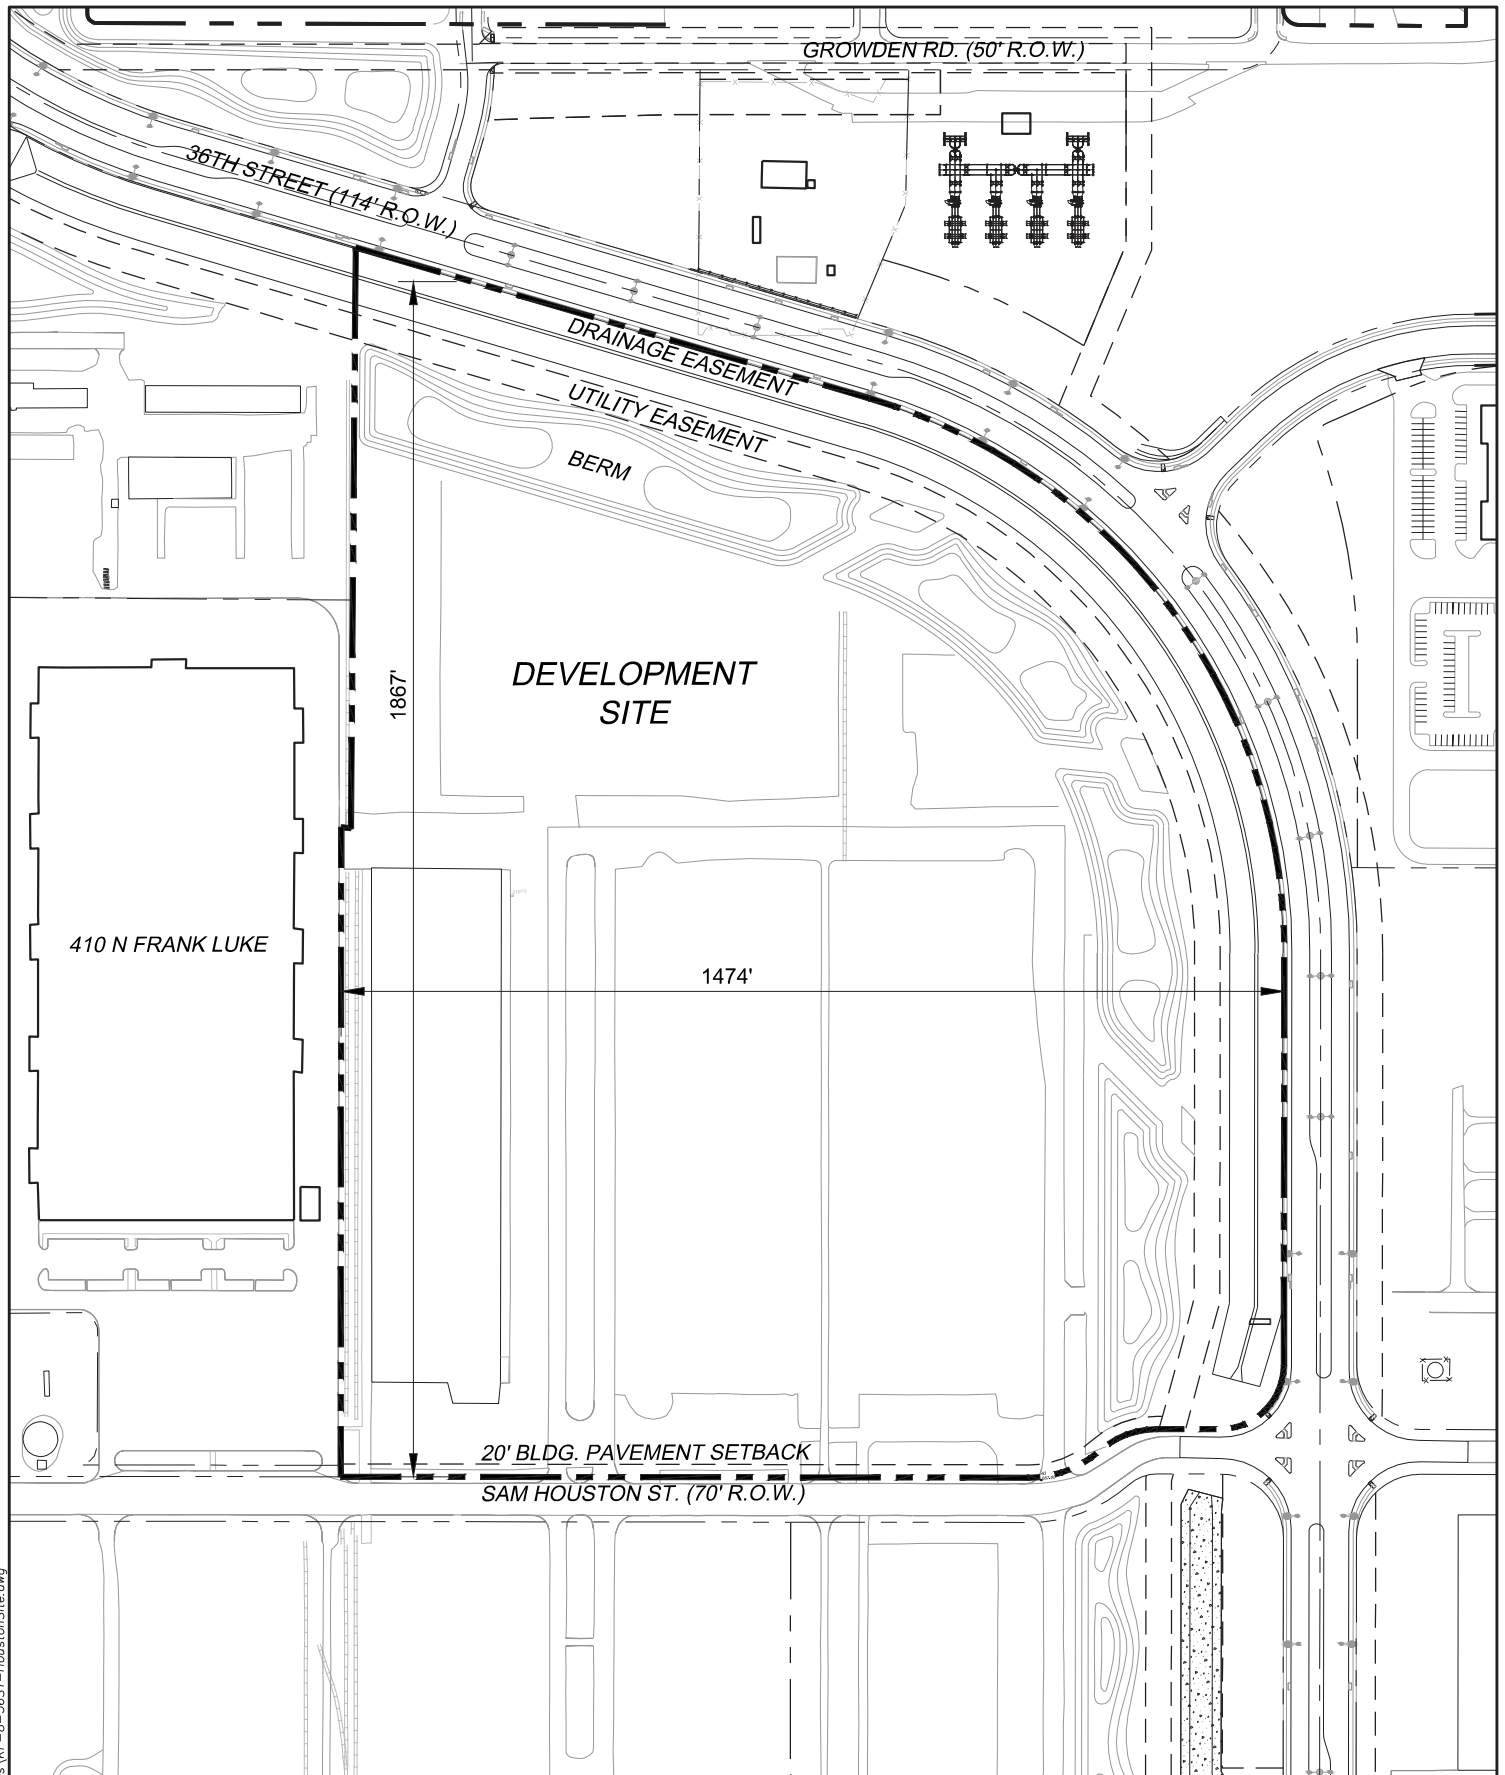 GROWDEN RD. (50' R.O.W.)
36TH STREET (114' R.O.W.)
DRAINAGE EASEMENT
UTILITY EASEMENT
BERM
DEVELOPMENT
SITE
1867'
410 N FRANK LUKE
1474'
20' BLDG. PAVEMENT SETBACK
SAM HOUSTON ST. (70' R.O.W.)